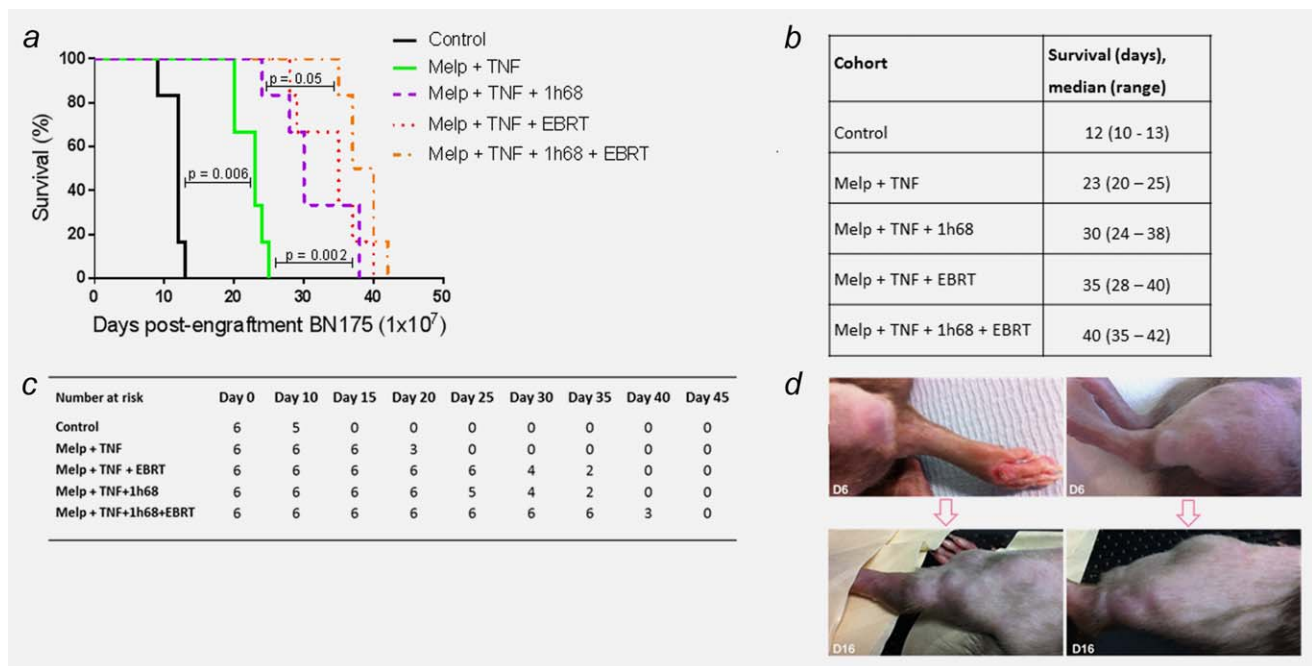 a
Control
Melp + TNF
Melp + TNF + 1h68
Melp + TNF + EBRT
Melp + TNF + 1h68 + EBRT
100
80
60
40
20
0
Survival (%)
p = 0.05
p = 0.006
p = 0.002
0 10 20 30 40 50
Days post-engraftment BN175 (1x10⁷)
b
Cohort Survival (days),
median (range)
Control 12 (10 - 13)
Melp + TNF 23 (20 – 25)
Melp + TNF + 1h68 30 (24 – 38)
Melp + TNF + EBRT 35 (28 – 40)
Melp + TNF + 1h68 + EBRT 40 (35 – 42)
c
Number at risk Day 0 Day 10 Day 15 Day 20 Day 25 Day 30 Day 35 Day 40 Day 45
Control 6 5 0 0 0 0 0 0 0
Melp + TNF 6 6 6 3 0 0 0 0 0
Melp + TNF + EBRT 6 6 6 6 6 4 2 0 0
Melp + TNF+1h68 6 6 6 6 5 4 2 0 0
Melp + TNF+1h68+EBRT 6 6 6 6 6 6 6 3 0
d
D6
D6
D16
D16